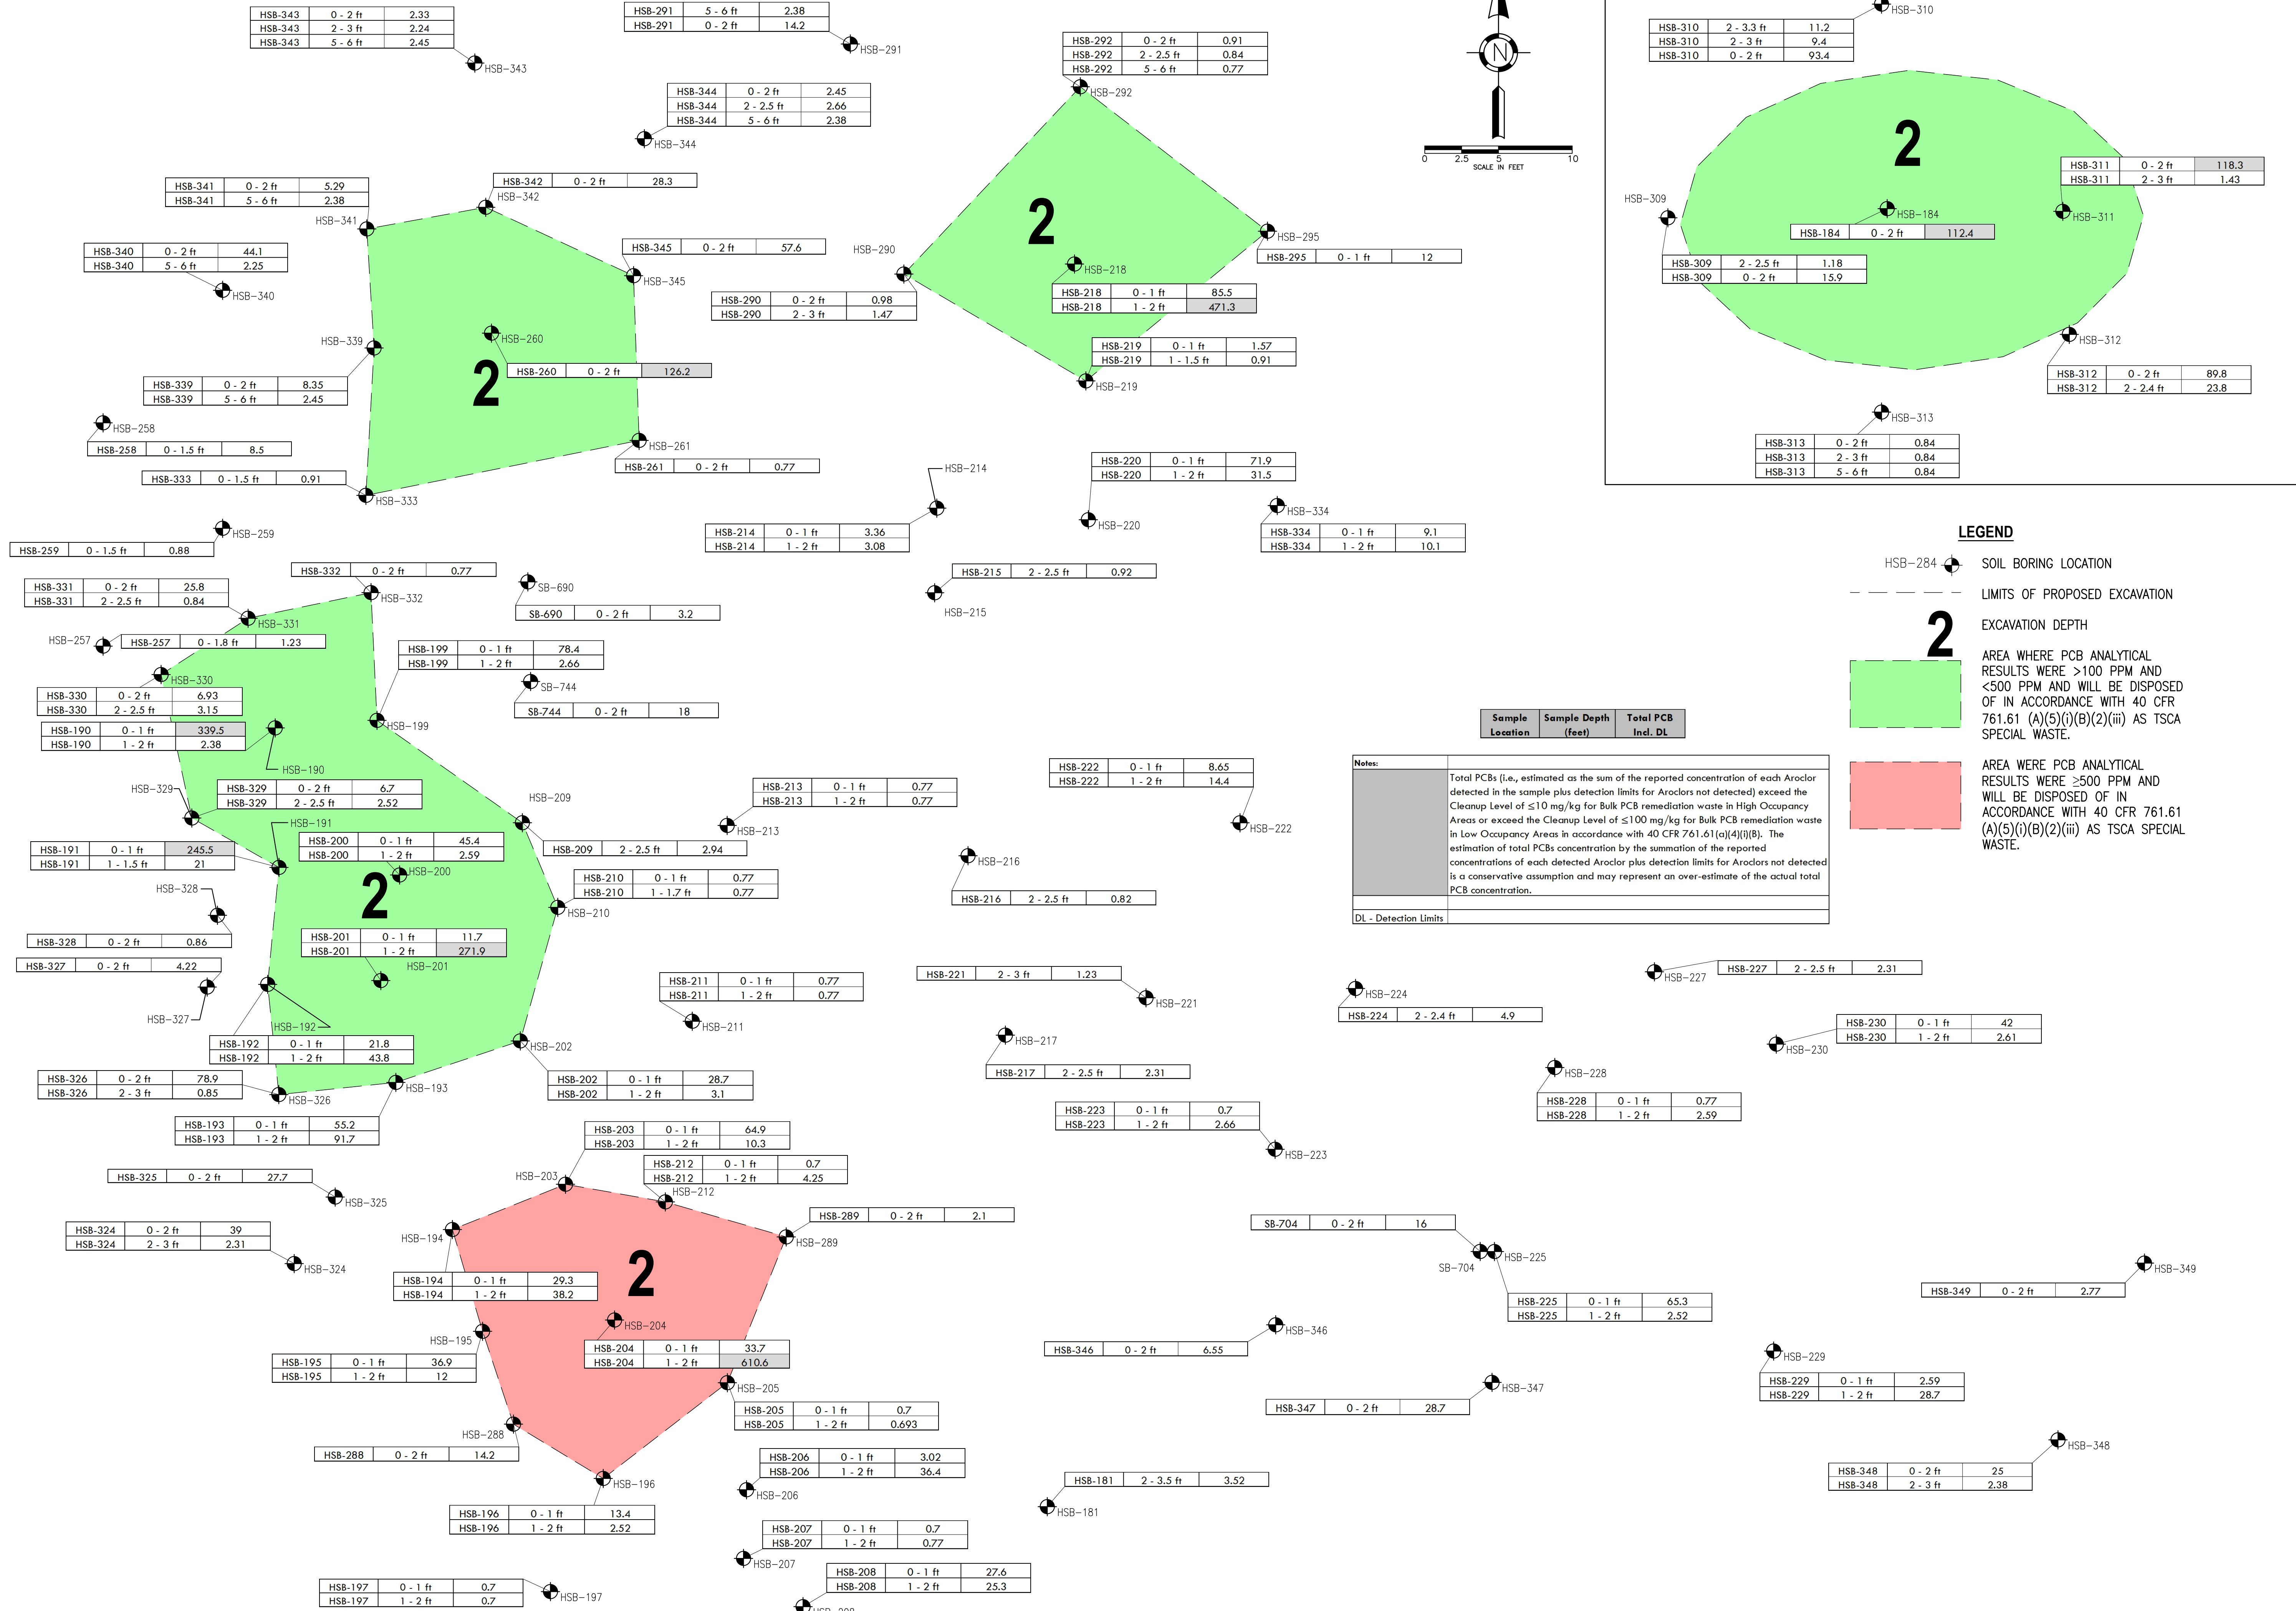 HSB-343 0 - 2 ft 2.33
HSB-343 2 - 3 ft 2.24
HSB-343 5 - 6 ft 2.45
HSB-343
HSB-291 5 - 6 ft 2.38
HSB-291 0 - 2 ft 14.2
HSB-291
HSB-344 0 - 2 ft 2.45
HSB-344 2 - 2.5 ft 2.66
HSB-344 5 - 6 ft 2.38
HSB-344
HSB-292 0 - 2 ft 0.91
HSB-292 2 - 2.5 ft 0.84
HSB-292 5 - 6 ft 0.77
HSB-292
N
0 2.5 5 10
SCALE IN FEET
HSB-310
HSB-310 2 - 3.3 ft 11.2
HSB-310 2 - 3 ft 9.4
HSB-310 0 - 2 ft 93.4
2
HSB-311 0 - 2 ft 118.3
HSB-311 2 - 3 ft 1.43
HSB-311
HSB-309
HSB-184
HSB-184 0 - 2 ft 112.4
HSB-309 2 - 2.5 ft 1.18
HSB-309 0 - 2 ft 15.9
HSB-312
HSB-312 0 - 2 ft 89.8
HSB-312 2 - 2.4 ft 23.8
HSB-313
HSB-313 0 - 2 ft 0.84
HSB-313 2 - 3 ft 0.84
HSB-313 5 - 6 ft 0.84
HSB-341 0 - 2 ft 5.29
HSB-341 5 - 6 ft 2.38
HSB-341
HSB-342 0 - 2 ft 28.3
HSB-342
HSB-340 0 - 2 ft 44.1
HSB-340 5 - 6 ft 2.25
HSB-340
HSB-345 0 - 2 ft 57.6
HSB-345
HSB-339
HSB-339 0 - 2 ft 8.35
HSB-339 5 - 6 ft 2.45
HSB-260
HSB-260 0 - 2 ft 126.2
2
HSB-258
HSB-258 0 - 1.5 ft 8.5
HSB-261
HSB-261 0 - 2 ft 0.77
HSB-333 0 - 1.5 ft 0.91
HSB-333
2
HSB-290
HSB-290 0 - 2 ft 0.98
HSB-290 2 - 3 ft 1.47
HSB-295
HSB-295 0 - 1 ft 12
HSB-218
HSB-218 0 - 1 ft 85.5
HSB-218 1 - 2 ft 471.3
HSB-219 0 - 1 ft 1.57
HSB-219 1 - 1.5 ft 0.91
HSB-219
HSB-214
HSB-214 0 - 1 ft 3.36
HSB-214 1 - 2 ft 3.08
HSB-220 0 - 1 ft 71.9
HSB-220 1 - 2 ft 31.5
HSB-220
HSB-334
HSB-334 0 - 1 ft 9.1
HSB-334 1 - 2 ft 10.1
HSB-215 2 - 2.5 ft 0.92
HSB-215
HSB-259
HSB-259 0 - 1.5 ft 0.88
HSB-332 0 - 2 ft 0.77
HSB-332
HSB-331 0 - 2 ft 25.8
HSB-331 2 - 2.5 ft 0.84
HSB-331
SB-690
SB-690 0 - 2 ft 3.2
HSB-257
HSB-257 0 - 1.8 ft 1.23
HSB-199 0 - 1 ft 78.4
HSB-199 1 - 2 ft 2.66
HSB-199
HSB-330
HSB-330 0 - 2 ft 6.93
HSB-330 2 - 2.5 ft 3.15
SB-744
SB-744 0 - 2 ft 18
HSB-190 0 - 1 ft 339.5
HSB-190 1 - 2 ft 2.38
HSB-190
HSB-329
HSB-329 0 - 2 ft 6.7
HSB-329 2 - 2.5 ft 2.52
HSB-191
HSB-191 0 - 1 ft 245.5
HSB-191 1 - 1.5 ft 21
HSB-200 0 - 1 ft 45.4
HSB-200 1 - 2 ft 2.59
HSB-200
HSB-209
HSB-209 2 - 2.5 ft 2.94
HSB-213 0 - 1 ft 0.77
HSB-213 1 - 2 ft 0.77
HSB-213
HSB-210 0 - 1 ft 0.77
HSB-210 1 - 1.7 ft 0.77
HSB-210
2
HSB-328
HSB-328 0 - 2 ft 0.86
HSB-201 0 - 1 ft 11.7
HSB-201 1 - 2 ft 271.9
HSB-201
HSB-327 0 - 2 ft 4.22
HSB-327
HSB-192
HSB-192 0 - 1 ft 21.8
HSB-192 1 - 2 ft 43.8
HSB-211 0 - 1 ft 0.77
HSB-211 1 - 2 ft 0.77
HSB-211
HSB-202
HSB-202 0 - 1 ft 28.7
HSB-202 1 - 2 ft 3.1
HSB-326 0 - 2 ft 78.9
HSB-326 2 - 3 ft 0.85
HSB-326
HSB-193
HSB-193 0 - 1 ft 55.2
HSB-193 1 - 2 ft 91.7
HSB-222 0 - 1 ft 8.65
HSB-222 1 - 2 ft 14.4
HSB-222
HSB-216
HSB-216 2 - 2.5 ft 0.82
HSB-221 2 - 3 ft 1.23
HSB-221
HSB-217
HSB-217 2 - 2.5 ft 2.31
HSB-224
HSB-224 2 - 2.4 ft 4.9
HSB-227
HSB-227 2 - 2.5 ft 2.31
HSB-230 0 - 1 ft 42
HSB-230 1 - 2 ft 2.61
HSB-230
HSB-228
HSB-228 0 - 1 ft 0.77
HSB-228 1 - 2 ft 2.59
HSB-223 0 - 1 ft 0.7
HSB-223 1 - 2 ft 2.66
HSB-223
LEGEND
HSB-284 SOIL BORING LOCATION
LIMITS OF PROPOSED EXCAVATION
2 EXCAVATION DEPTH
AREA WHERE PCB ANALYTICAL
RESULTS WERE >100 PPM AND
<500 PPM AND WILL BE DISPOSED
OF IN ACCORDANCE WITH 40 CFR
761.61 (A)(5)(i)(B)(2)(iii) AS TSCA
SPECIAL WASTE.
AREA WERE PCB ANALYTICAL
RESULTS WERE ≥500 PPM AND
WILL BE DISPOSED OF IN
ACCORDANCE WITH 40 CFR 761.61
(A)(5)(i)(B)(2)(iii) AS TSCA SPECIAL
WASTE.
Sample Location Sample Depth (feet) Total PCB Incl. DL
Notes:
Total PCBs (i.e., estimated as the sum of the reported concentration of each Aroclor
detected in the sample plus detection limits for Aroclors not detected) exceed the
Cleanup Level of ≤10 mg/kg for Bulk PCB remediation waste in High Occupancy
Areas or exceed the Cleanup Level of ≤100 mg/kg for Bulk PCB remediation waste
in Low Occupancy Areas in accordance with 40 CFR 761.61(a)(4)(i)(B). The
estimation of total PCBs concentration by the summation of the reported
concentrations of each detected Aroclor plus detection limits for Aroclors not detected
is a conservative assumption and may represent an over-estimate of the actual total
PCB concentration.
DL - Detection Limits
HSB-325 0 - 2 ft 27.7
HSB-325
HSB-324 0 - 2 ft 39
HSB-324 2 - 3 ft 2.31
HSB-324
HSB-203 0 - 1 ft 64.9
HSB-203 1 - 2 ft 10.3
HSB-203
HSB-212 0 - 1 ft 0.7
HSB-212 1 - 2 ft 4.25
HSB-212
HSB-289 0 - 2 ft 2.1
HSB-289
HSB-194
HSB-194 0 - 1 ft 29.3
HSB-194 1 - 2 ft 38.2
2
HSB-195
HSB-195 0 - 1 ft 36.9
HSB-195 1 - 2 ft 12
HSB-204
HSB-204 0 - 1 ft 33.7
HSB-204 1 - 2 ft 610.6
HSB-205
HSB-205 0 - 1 ft 0.7
HSB-205 1 - 2 ft 0.693
HSB-288
HSB-288 0 - 2 ft 14.2
HSB-196
HSB-196 0 - 1 ft 13.4
HSB-196 1 - 2 ft 2.52
HSB-206 0 - 1 ft 3.02
HSB-206 1 - 2 ft 36.4
HSB-206
HSB-207 0 - 1 ft 0.7
HSB-207 1 - 2 ft 0.77
HSB-207
HSB-208 0 - 1 ft 27.6
HSB-208 1 - 2 ft 25.3
HSB-197 0 - 1 ft 0.7
HSB-197 1 - 2 ft 0.7
HSB-197
SB-704 0 - 2 ft 16
SB-704
HSB-225
HSB-225 0 - 1 ft 65.3
HSB-225 1 - 2 ft 2.52
HSB-346
HSB-346 0 - 2 ft 6.55
HSB-347
HSB-347 0 - 2 ft 28.7
HSB-181 2 - 3.5 ft 3.52
HSB-181
HSB-349
HSB-349 0 - 2 ft 2.77
HSB-229
HSB-229 0 - 1 ft 2.59
HSB-229 1 - 2 ft 28.7
HSB-348
HSB-348 0 - 2 ft 25
HSB-348 2 - 3 ft 2.38